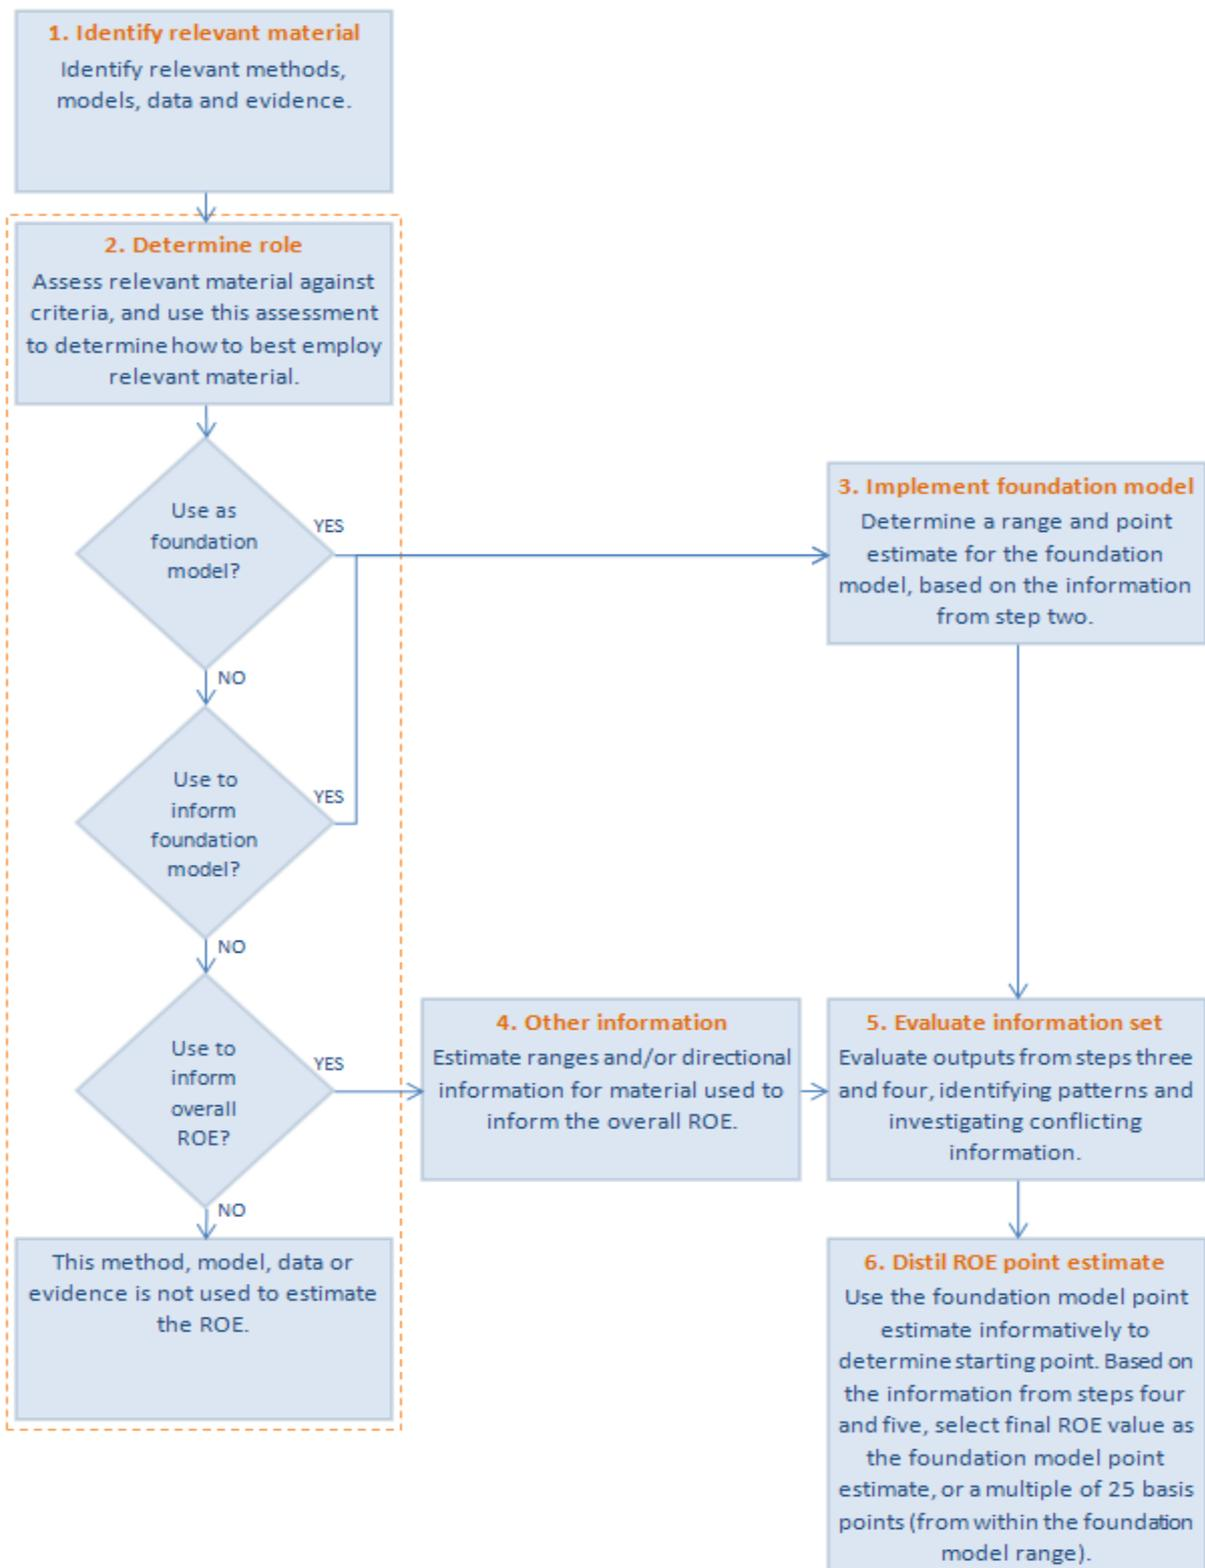 1. Identify relevant material
Identify relevant methods,
models, data and evidence.
2. Determine role
Assess relevant material against
criteria, and use this assessment
to determine how to best employ
relevant material.
Use as
foundation
model?
YES
NO
3. Implement foundation model
Determine a range and point
estimate for the foundation
model, based on the information
from step two.
Use to
inform
foundation
model?
YES
NO
Use to
inform
overall
ROE?
YES
NO
4. Other information
Estimate ranges and/or directional
information for material used to
inform the overall ROE.
5. Evaluate information set
Evaluate outputs from steps three
and four, identifying patterns and
investigating conflicting
information.
This method, model, data or
evidence is not used to estimate
the ROE.
6. Distil ROE point estimate
Use the foundation model point
estimate informatively to
determine starting point. Based on
the information from steps four
and five, select final ROE value as
the foundation model point
estimate, or a multiple of 25 basis
points (from within the foundation
model range).